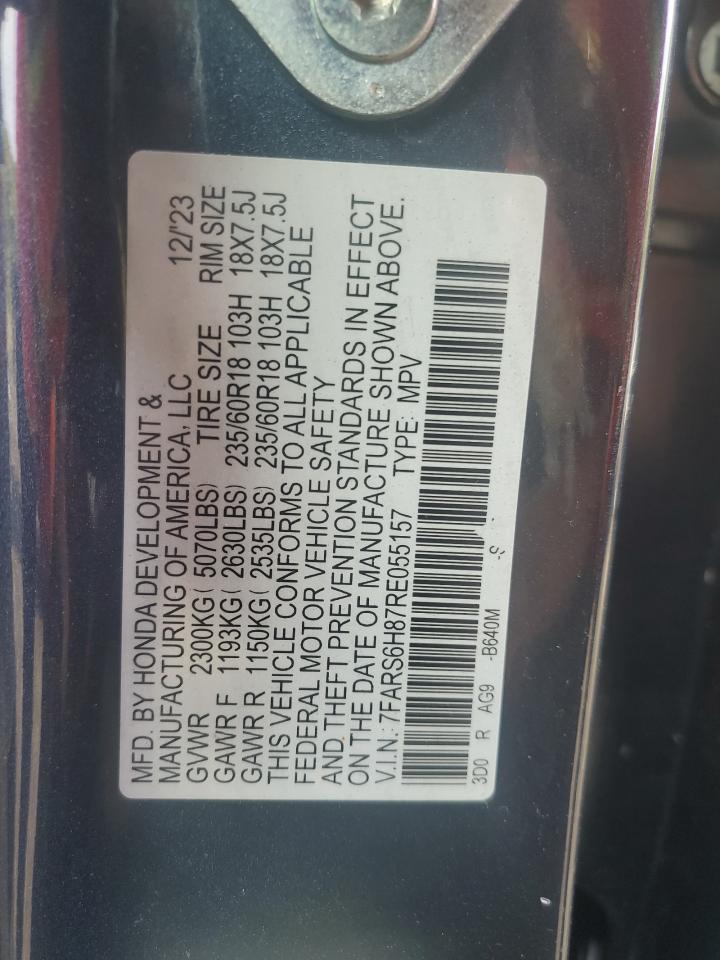 MFD. BY HONDA DEVELOPMENT &
MANUFACTURING OF AMERICA, LLC 12/'23
GVWR 2300KG( 5070LBS) TIRE SIZE RIM SIZE
GAWR F 1193KG( 2630LBS) 235/60R18 103H 18X7.5J
GAWR R 1150KG( 2535LBS) 235/60R18 103H 18X7.5J
THIS VEHICLE CONFORMS TO ALL APPLICABLE
FEDERAL MOTOR VEHICLE SAFETY
AND THEFT PREVENTION STANDARDS IN EFFECT
ON THE DATE OF MANUFACTURE SHOWN ABOVE.
V.I.N.: 7FARS6H87RE055157 TYPE: MPV
3D0 R AG9 -B640M -S